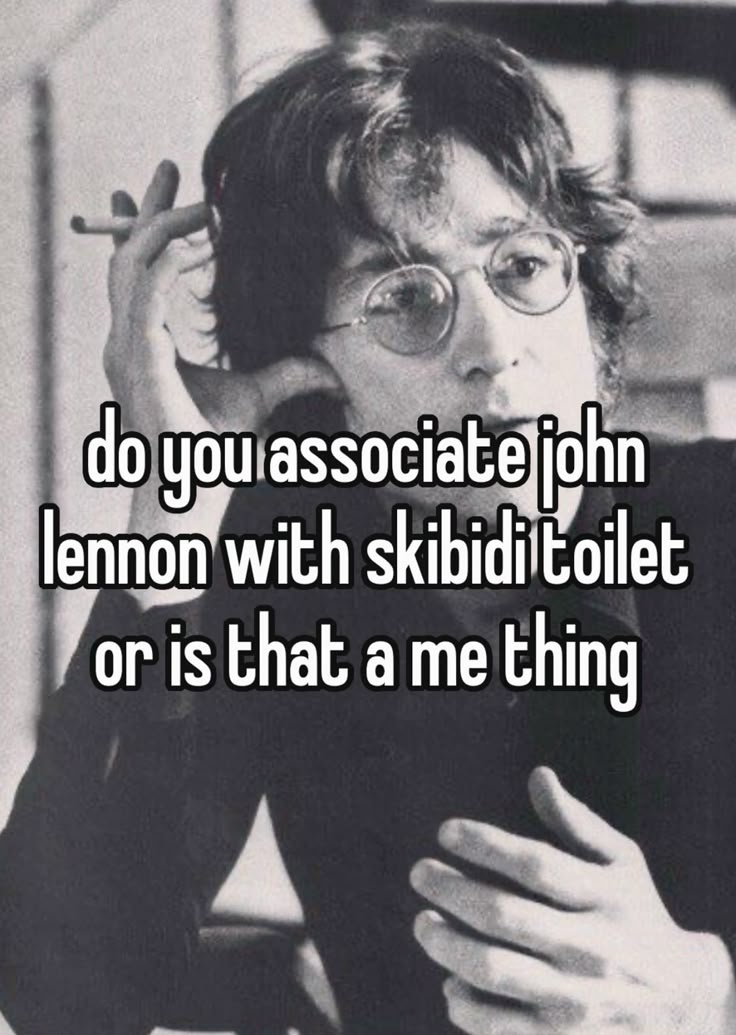 do you associate john
lennon with skibidi toilet
or is that a me thing